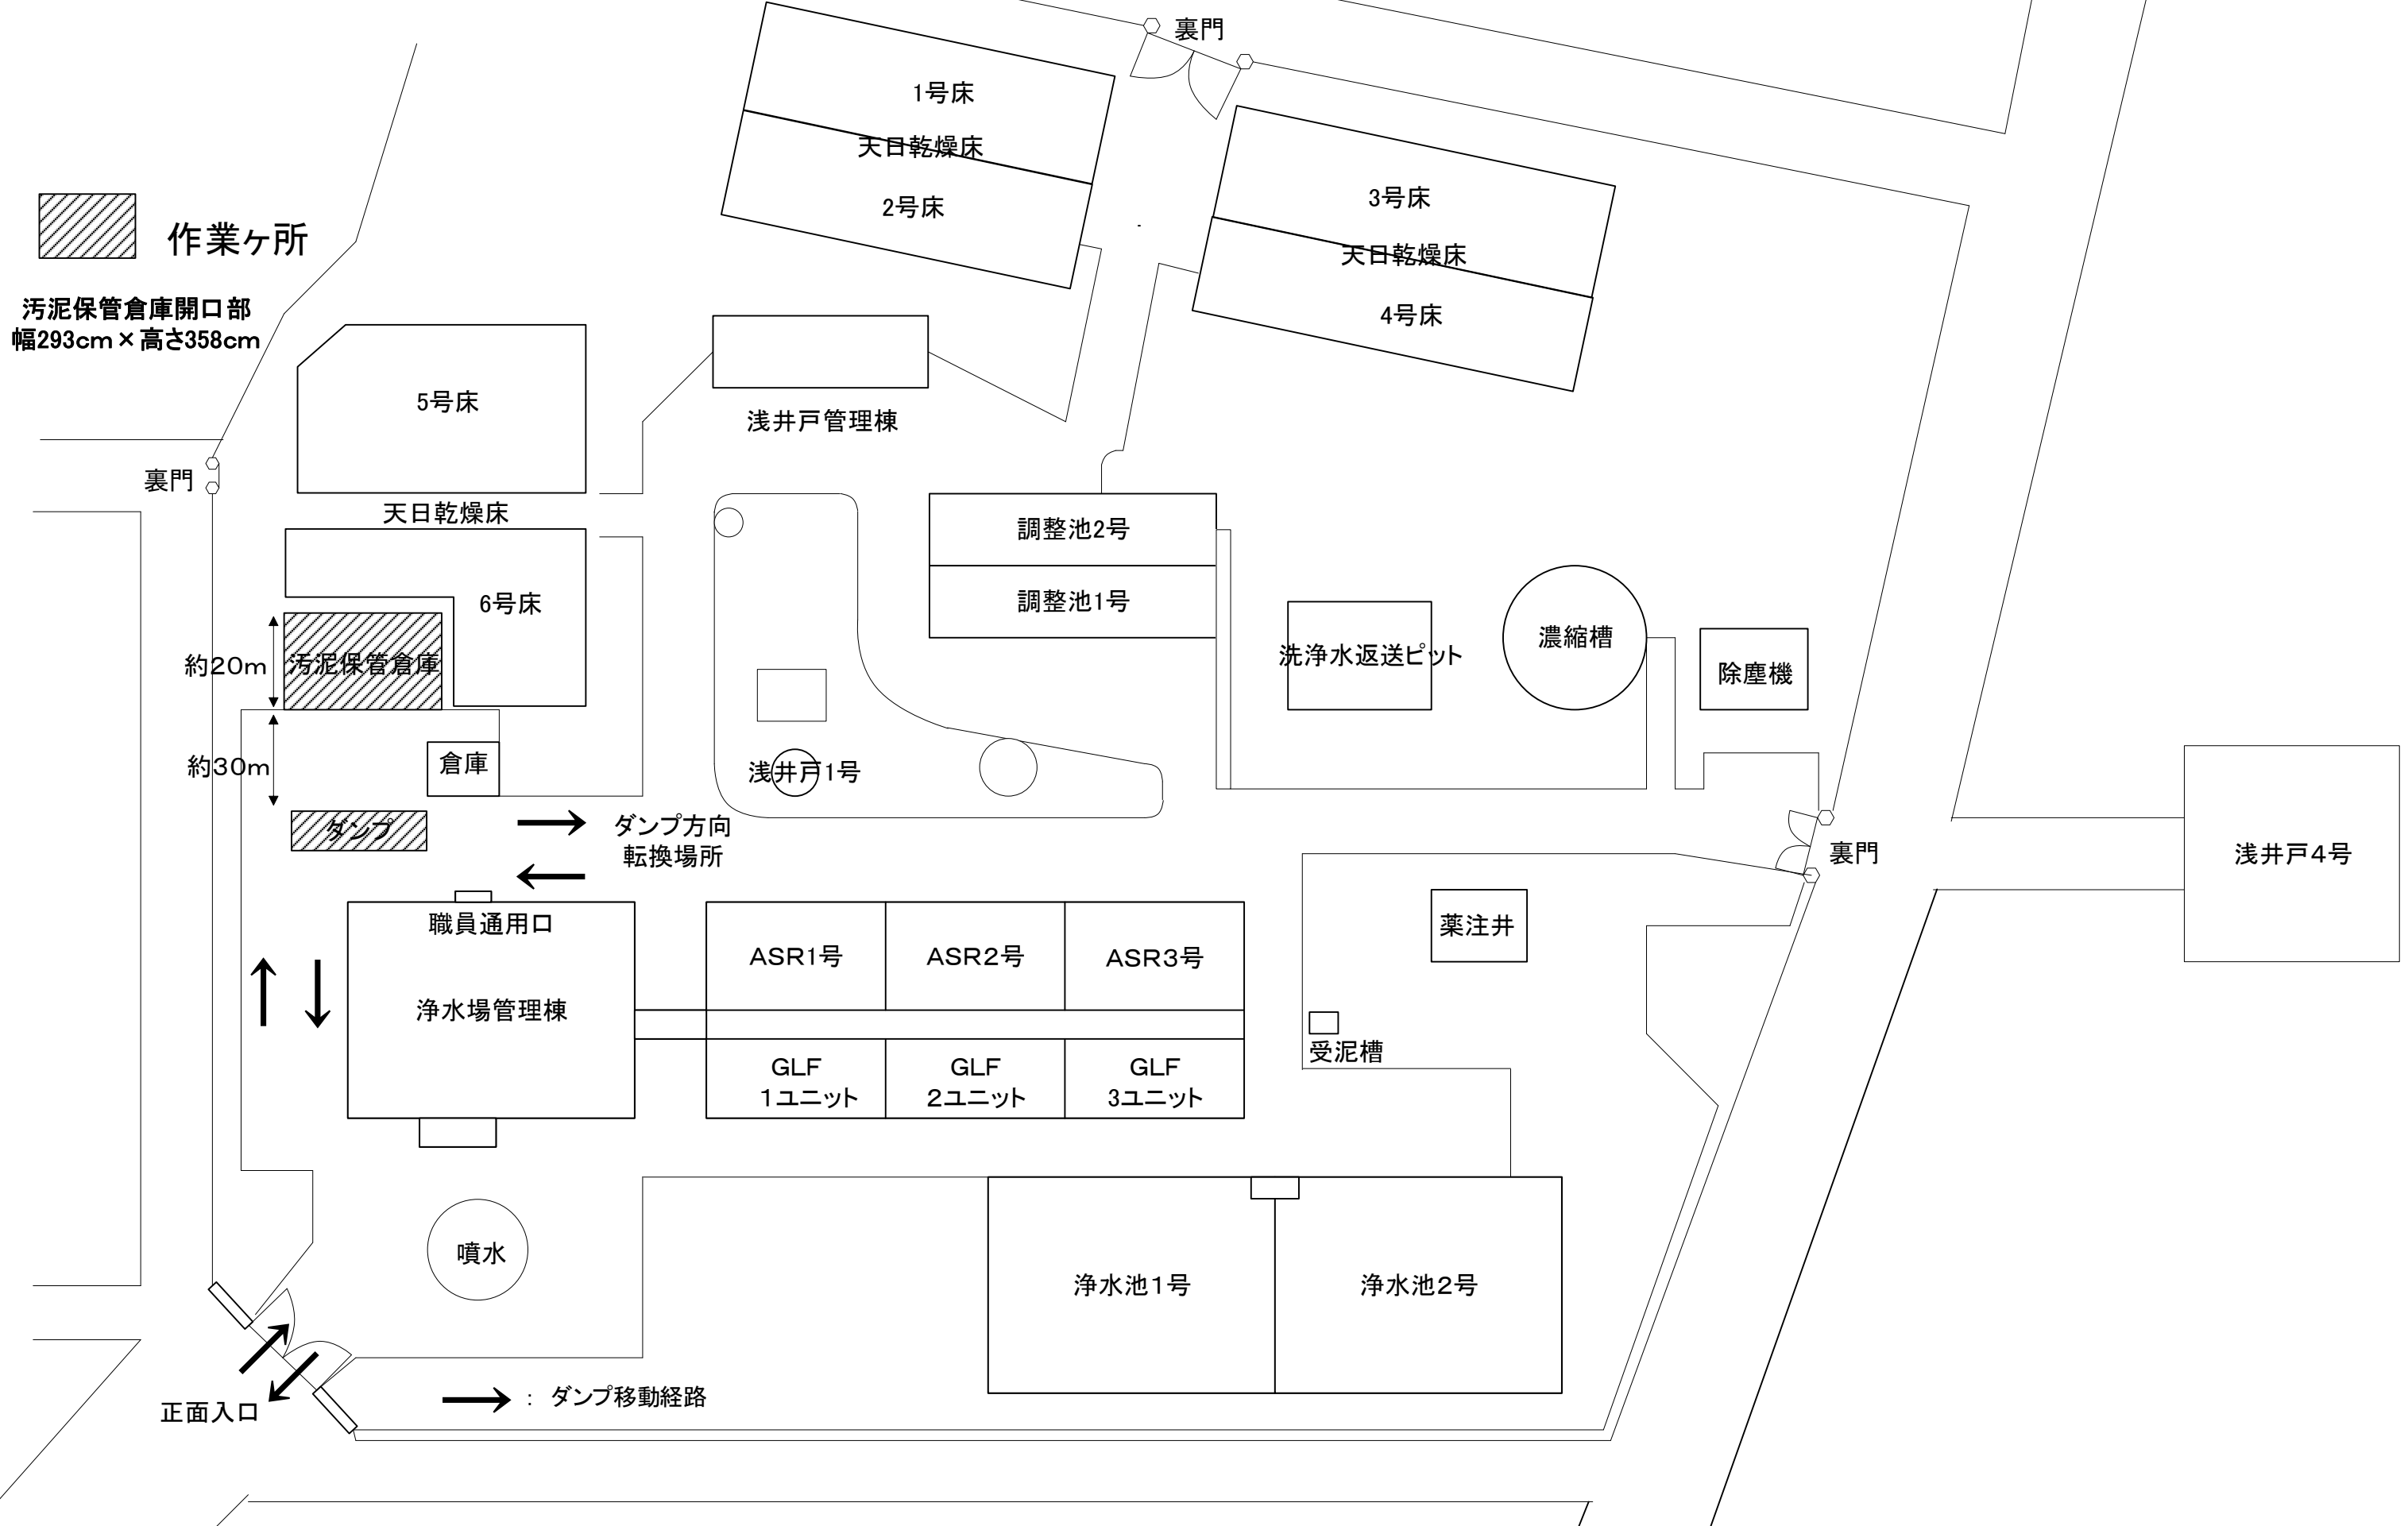 裏門
1号床
天日乾燥床
2号床
3号床
天日乾燥床
4号床
作業ヶ所
汚泥保管倉庫開口部
幅293cm×高さ358cm
5号床
浅井戸管理棟
裏門
天日乾燥床
調整池2号
6号床
調整池1号
約20m
汚泥保管倉庫
洗浄水返送ピット
濃縮槽
除塵機
倉庫
約30m
浅井戸1号
ダンプ
ダンプ方向
転換場所
裏門
浅井戸4号
職員通用口
薬注井
ASR1号
ASR2号
ASR3号
浄水場管理棟
受泥槽
GLF
1ユニット
GLF
2ユニット
GLF
3ユニット
噴水
浄水池1号
浄水池2号
正面入口
： ダンプ移動経路